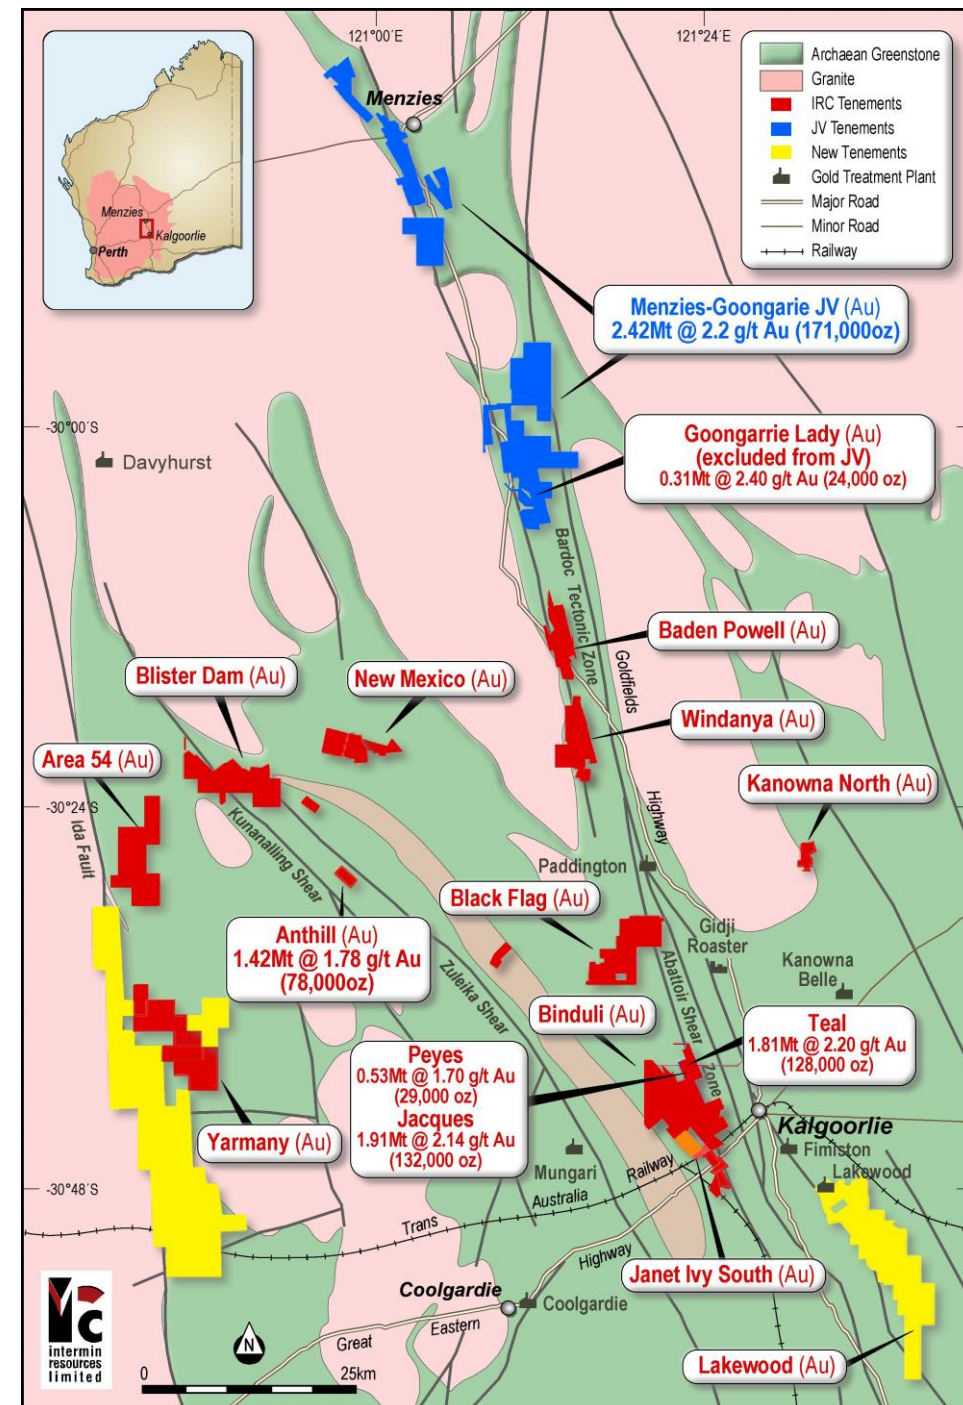 121°00´E
121°24´E
Archaean Greenstone
Granite
IRC Tenements
JV Tenements
New Tenements
Gold Treatment Plant
Major Road
Minor Road
Railway
Menzies
Menzies
Kalgoorlie
Perth
Menzies-Goongarie JV (Au)
2.42Mt @ 2.2 g/t Au (171,000oz)
-30°00´S
Davyhurst
Goongarrie Lady (Au)
(excluded from JV)
0.31Mt @ 2.40 g/t Au (24,000 oz)
Bardoc Tectonic Zone
Baden Powell (Au)
Goldfields
Highway
Blister Dam (Au)
New Mexico (Au)
Windanya (Au)
Area 54 (Au)
Kanowna North (Au)
-30°24´S
Ida Fault
Kunanalling Shear
Paddington
Black Flag (Au)
Gidji
Roaster
Anthill (Au)
1.42Mt @ 1.78 g/t Au
(78,000oz)
Zuleika Shear
Abattoir Shear Zone
Kanowna
Belle
Binduli (Au)
Teal
1.81Mt @ 2.20 g/t Au
(128,000 oz)
Peyes
0.53Mt @ 1.70 g/t Au
(29,000 oz)
Jacques
1.91Mt @ 2.14 g/t Au
(132,000 oz)
Yarmany (Au)
Kalgoorlie
Fimiston
Lakewood
Mungari
-30°48´S
Trans Australia Railway
Janet Ivy South (Au)
Coolgardie
Coolgardie
Great Eastern Highway
Lakewood (Au)
intermin
resources
limited
N
0
25km